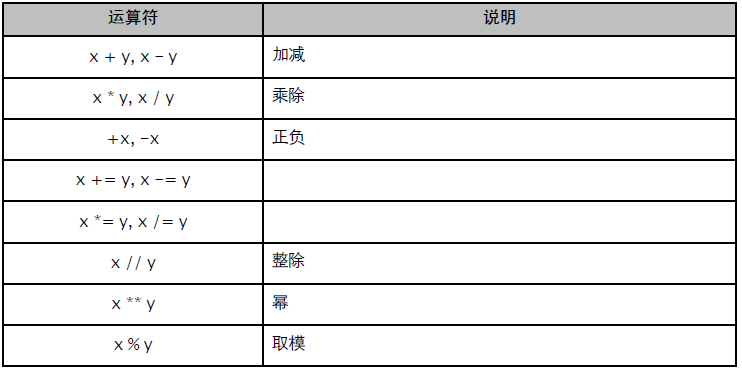 运算符 说明
x + y, x - y 加减
x * y, x / y 乘除
+x, -x 正负
x += y, x -= y
x *= y, x /= y
x // y 整除
x ** y 幂
x % y 取模